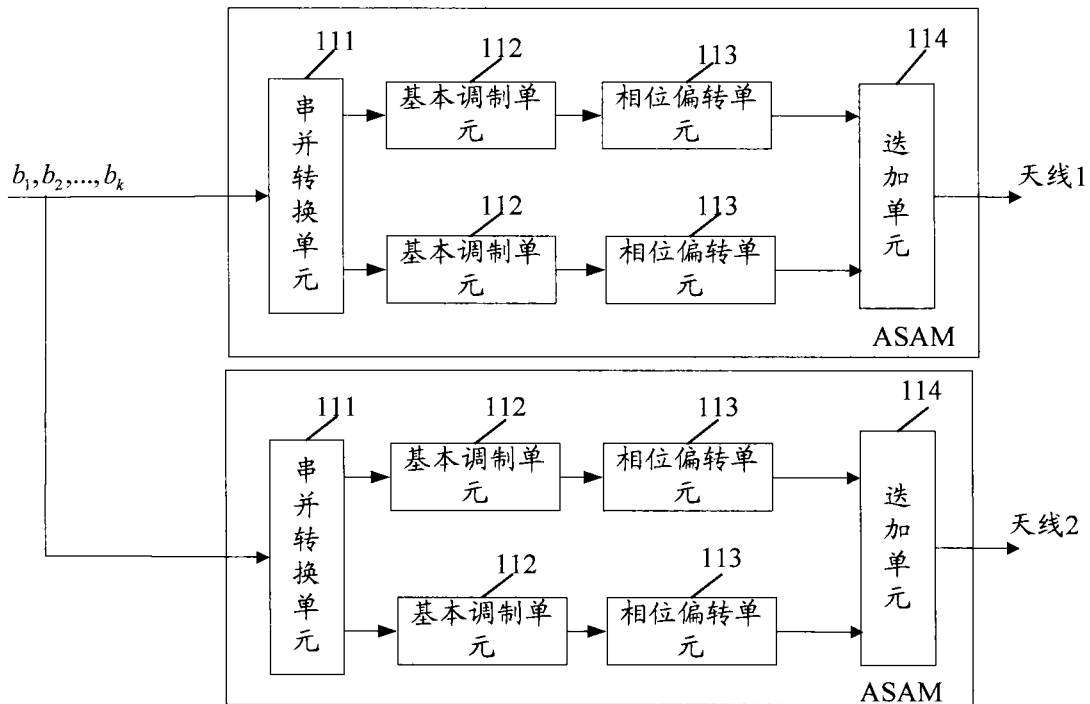 111
112
113
114
串并转换单元
基本调制单
元
相位偏转单
元
迭加单元
b₁,b₂,...,bₖ
天线1
112
113
基本调制单
元
相位偏转单
元
ASAM
111
112
113
114
串并转换单元
基本调制单
元
相位偏转单
元
迭加单元
天线2
112
113
基本调制单
元
相位偏转单
元
ASAM